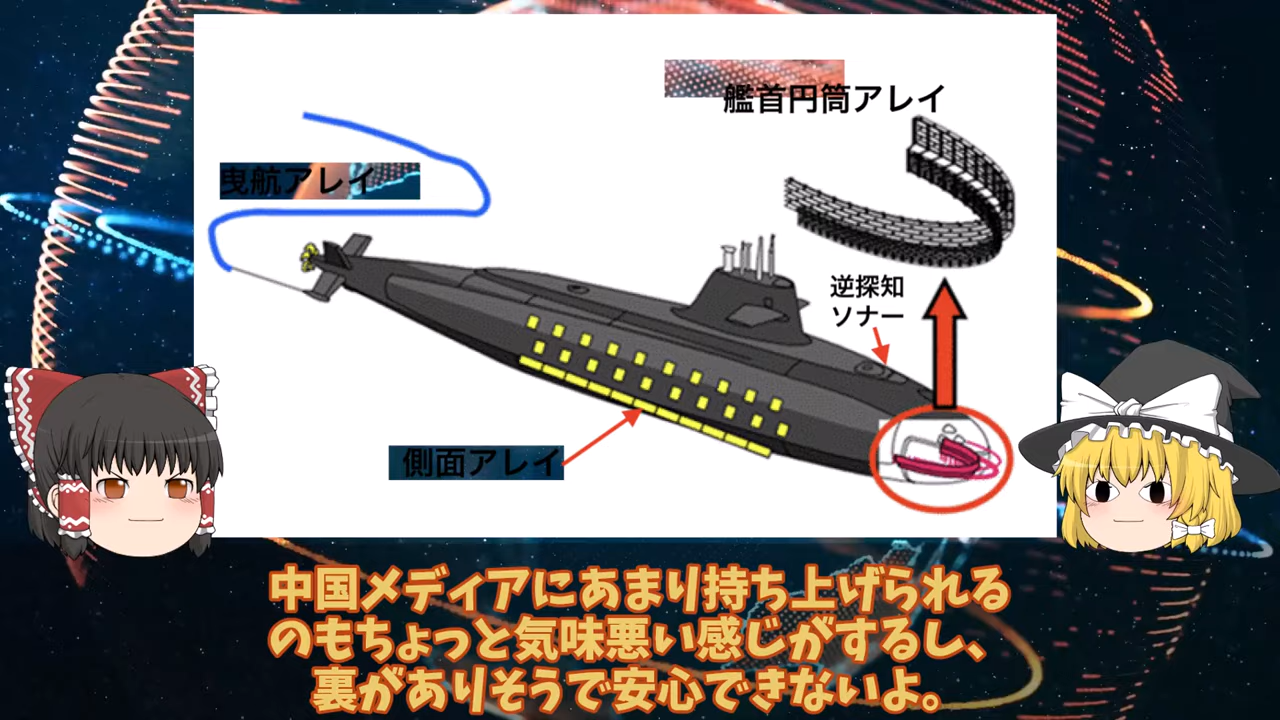 艦首円筒アレイ
曳航アレイ
逆探知
ソナー
側面アレイ
中国メディアにあまり持ち上げられる
のもちょっと気味悪い感じがするし、
裏がありそうで安心できないよ。